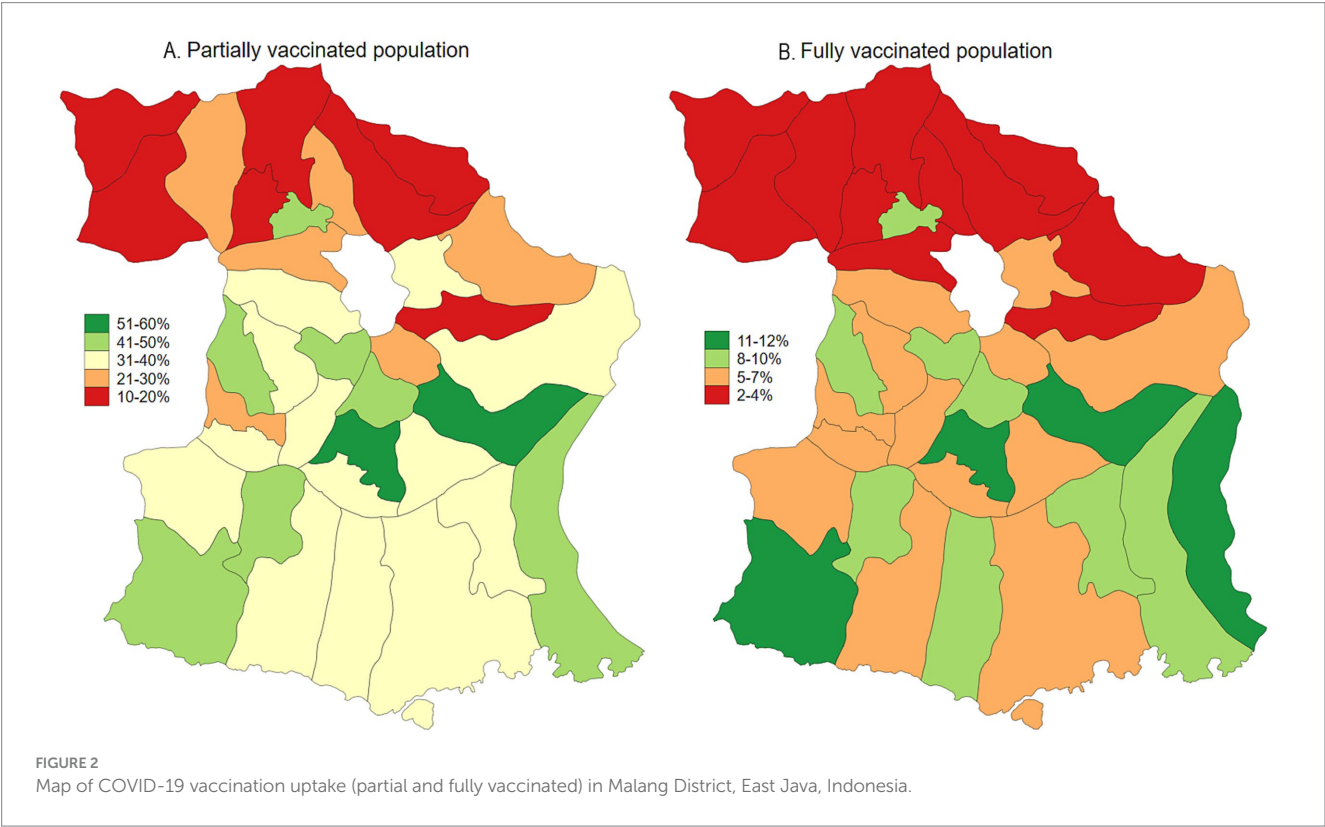 A. Partially vaccinated population
B. Fully vaccinated population
51-60%
41-50%
31-40%
21-30%
10-20%
11-12%
8-10%
5-7%
2-4%
FIGURE 2
Map of COVID-19 vaccination uptake (partial and fully vaccinated) in Malang District, East Java, Indonesia.